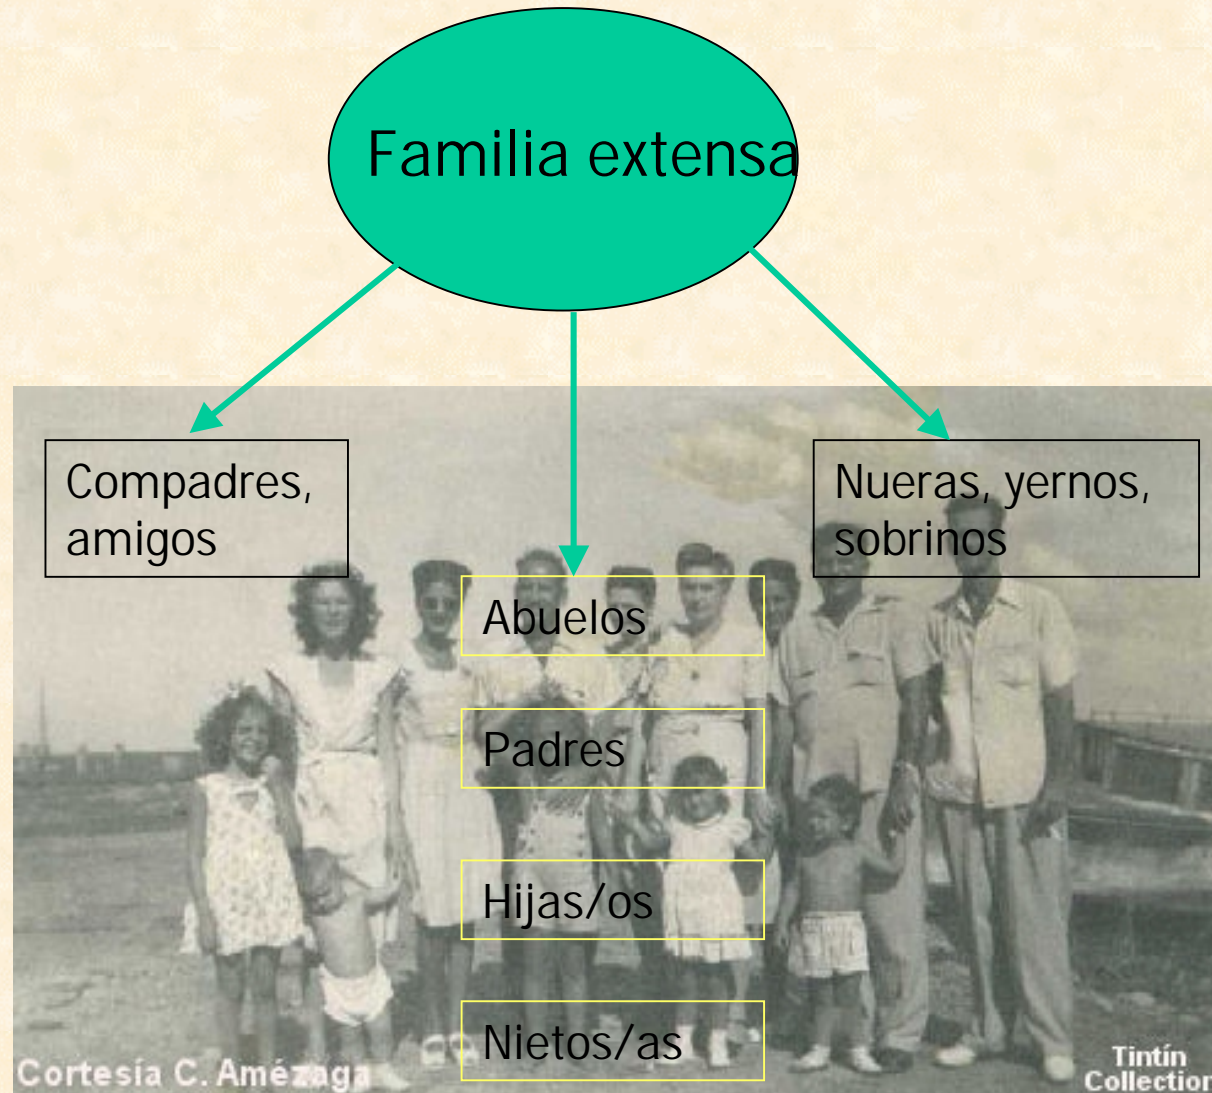 Familia extensa
Compadres,
amigos
Nueras, yernos,
sobrinos
Abuelos
Padres
Hijas/os
Nietos/as
Cortesía C. Amézaga
Tintín
Collection